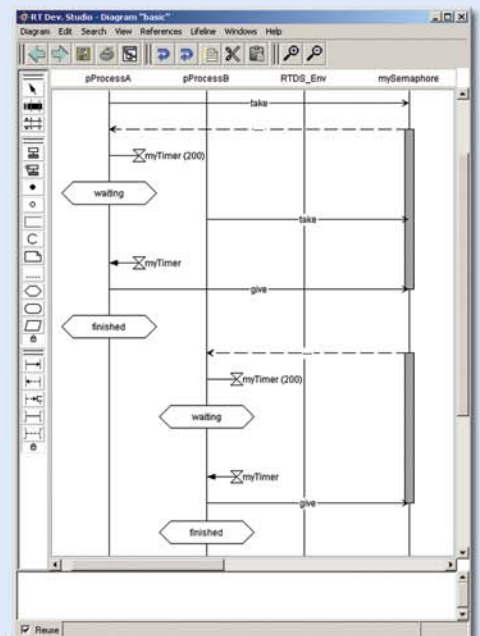 RT Dev. Studio - Diagram "basic"
Diagram Edit Search View References Lifeline Windows Help
pProcessA pProcessB RTDS_Env mySemaphore
take
myTimer (200)
waiting
take
myTimer
give
finished
myTimer (200)
waiting
myTimer
give
finished
Reuse